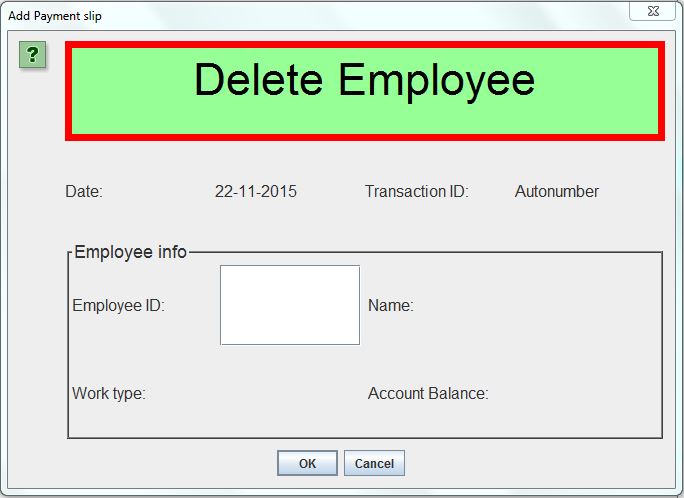 Add Payment slip
?
Delete Employee
Date: 22-11-2015 Transaction ID: Autonumber
Employee info
Employee ID: Name:
Work type: Account Balance:
OK Cancel